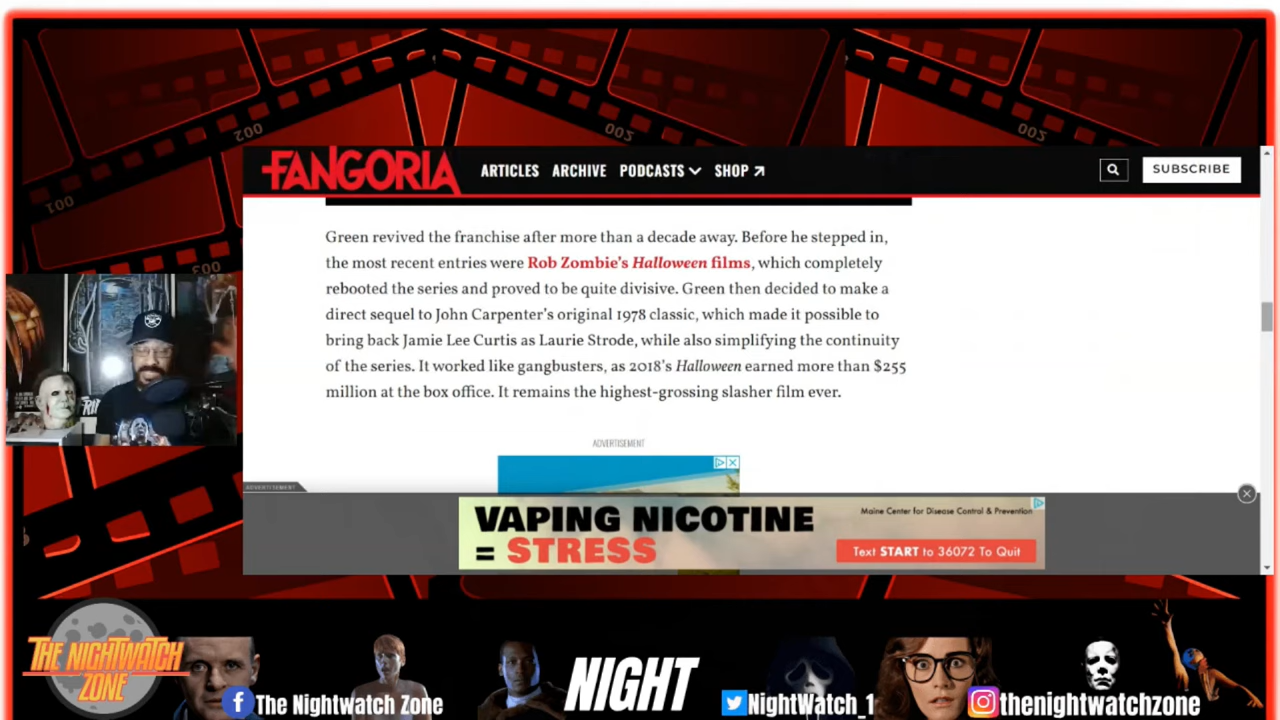 200
200
200
001
003
FANGORIA ARTICLES ARCHIVE PODCASTS SHOP SUBSCRIBE
Green revived the franchise after more than a decade away. Before he stepped in,
the most recent entries were Rob Zombie's Halloween films, which completely
rebooted the series and proved to be quite divisive. Green then decided to make a
direct sequel to John Carpenter's original 1978 classic, which made it possible to
bring back Jamie Lee Curtis as Laurie Strode, while also simplifying the continuity
of the series. It worked like gangbusters, as 2018's Halloween earned more than $255
million at the box office. It remains the highest-grossing slasher film ever.
ADVERTISEMENT
ADVERTISEMENT
VAPING NICOTINE
= STRESS
Maine Center for Disease Control & Prevention
Text START to 36072 To Quit
THE NIGHTWATCH
ZONE
NIGHT
The Nightwatch Zone
NightWatch_1
thenightwatchzone